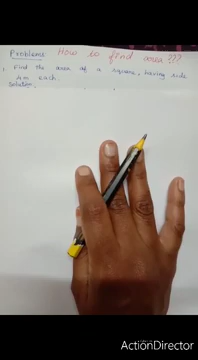 Problem: How to find area???
1. Find the area of a square, having side
4m each.
Solution.
ActionDirector